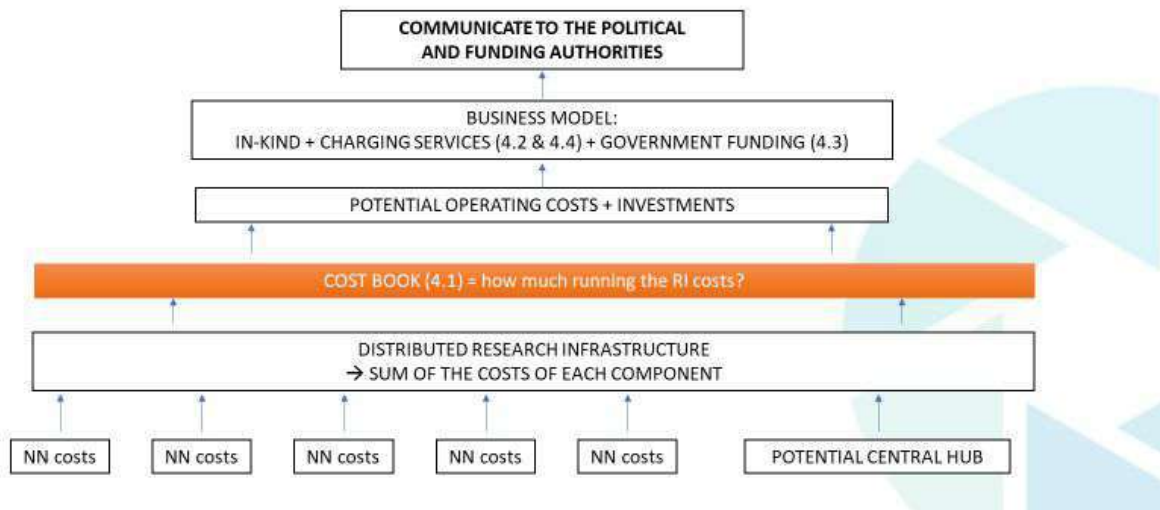 COMMUNICATE TO THE POLITICAL
AND FUNDING AUTHORITIES
BUSINESS MODEL:
IN-KIND + CHARGING SERVICES (4.2 & 4.4) + GOVERNMENT FUNDING (4.3)
POTENTIAL OPERATING COSTS + INVESTMENTS
COST BOOK (4.1) = how much running the RI costs?
DISTRIBUTED RESEARCH INFRASTRUCTURE
→ SUM OF THE COSTS OF EACH COMPONENT
NN costs NN costs NN costs NN costs NN costs POTENTIAL CENTRAL HUB